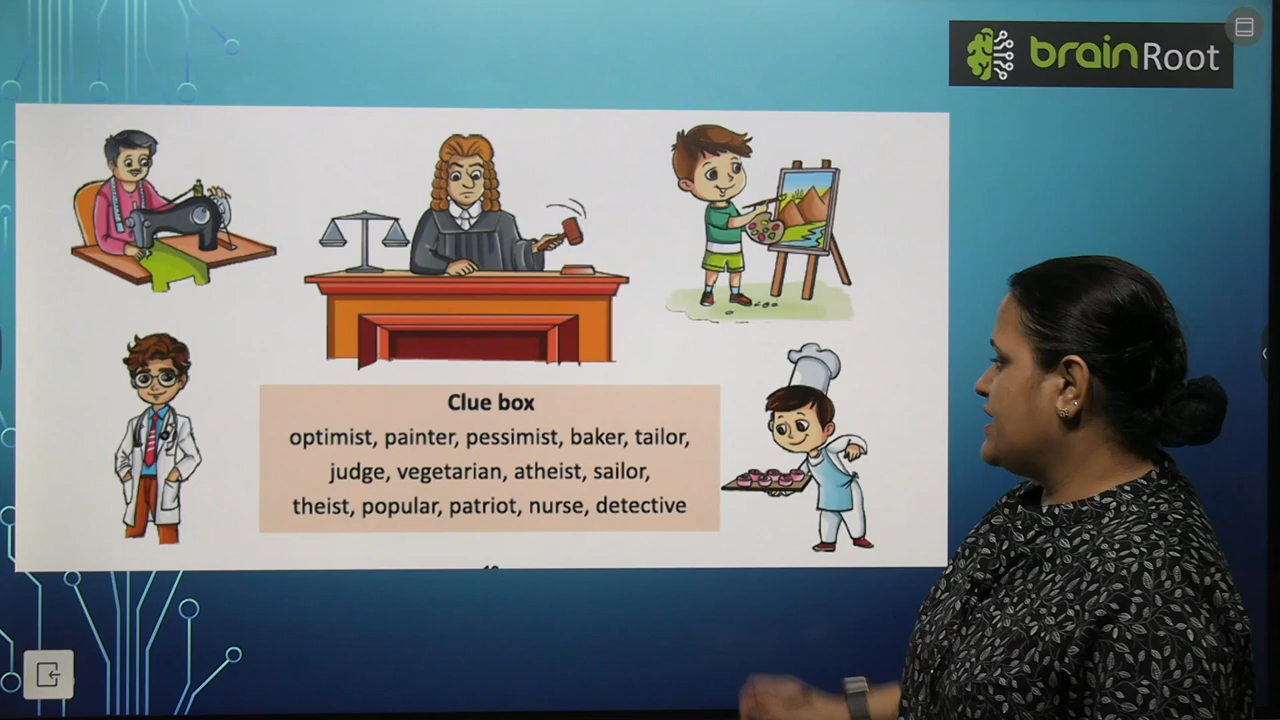 brainRoot
Clue box
optimist, painter, pessimist, baker, tailor,
judge, vegetarian, atheist, sailor,
theist, popular, patriot, nurse, detective